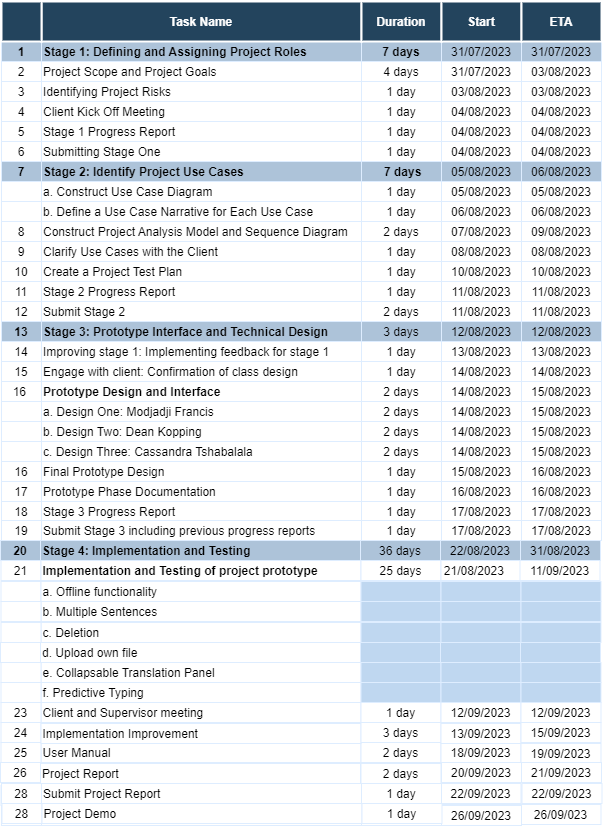 Task Name Duration Start ETA
1 Stage 1: Defining and Assigning Project Roles 7 days 31/07/2023 31/07/2023
2 Project Scope and Project Goals 4 days 31/07/2023 03/08/2023
3 Identifying Project Risks 1 day 03/08/2023 03/08/2023
4 Client Kick Off Meeting 1 day 04/08/2023 04/08/2023
5 Stage 1 Progress Report 1 day 04/08/2023 04/08/2023
6 Submitting Stage One 1 day 04/08/2023 04/08/2023
7 Stage 2: Identify Project Use Cases 7 days 05/08/2023 06/08/2023
a. Construct Use Case Diagram 1 day 05/08/2023 05/08/2023
b. Define a Use Case Narrative for Each Use Case 1 day 06/08/2023 06/08/2023
8 Construct Project Analysis Model and Sequence Diagram 2 days 07/08/2023 09/08/2023
9 Clarify Use Cases with the Client 1 day 08/08/2023 08/08/2023
10 Create a Project Test Plan 1 day 10/08/2023 10/08/2023
11 Stage 2 Progress Report 1 day 11/08/2023 11/08/2023
12 Submit Stage 2 2 days 11/08/2023 11/08/2023
13 Stage 3: Prototype Interface and Technical Design 3 days 12/08/2023 12/08/2023
14 Improving stage 1: Implementing feedback for stage 1 1 day 13/08/2023 13/08/2023
15 Engage with client: Confirmation of class design 1 day 14/08/2023 14/08/2023
16 Prototype Design and Interface 2 days 14/08/2023 15/08/2023
a. Design One: Modjadji Francis 2 days 14/08/2023 15/08/2023
b. Design Two: Dean Kopping 2 days 14/08/2023 15/08/2023
c. Design Three: Cassandra Tshabalala 2 days 14/08/2023 15/08/2023
16 Final Prototype Design 1 day 15/08/2023 16/08/2023
17 Prototype Phase Documentation 1 day 16/08/2023 16/08/2023
18 Stage 3 Progress Report 1 day 17/08/2023 17/08/2023
19 Submit Stage 3 including previous progress reports 1 day 17/08/2023 17/08/2023
20 Stage 4: Implementation and Testing 36 days 22/08/2023 31/08/2023
21 Implementation and Testing of project prototype 25 days 21/08/2023 11/09/2023
a. Offline functionality
b. Multiple Sentences
c. Deletion
d. Upload own file
e. Collapsable Translation Panel
f. Predictive Typing
23 Client and Supervisor meeting 1 day 12/09/2023 12/09/2023
24 Implementation Improvement 3 days 13/09/2023 15/09/2023
25 User Manual 2 days 18/09/2023 19/09/2023
26 Project Report 2 days 20/09/2023 21/09/2023
28 Submit Project Report 1 day 22/09/2023 22/09/2023
28 Project Demo 1 day 26/09/2023 26/09/023